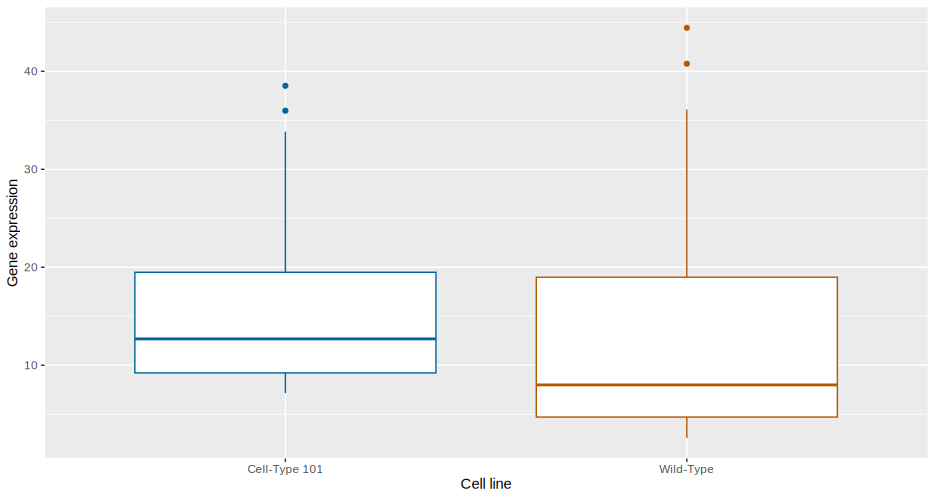 Gene expression
40
30
20
10
Cell-Type 101
Wild-Type
Cell line